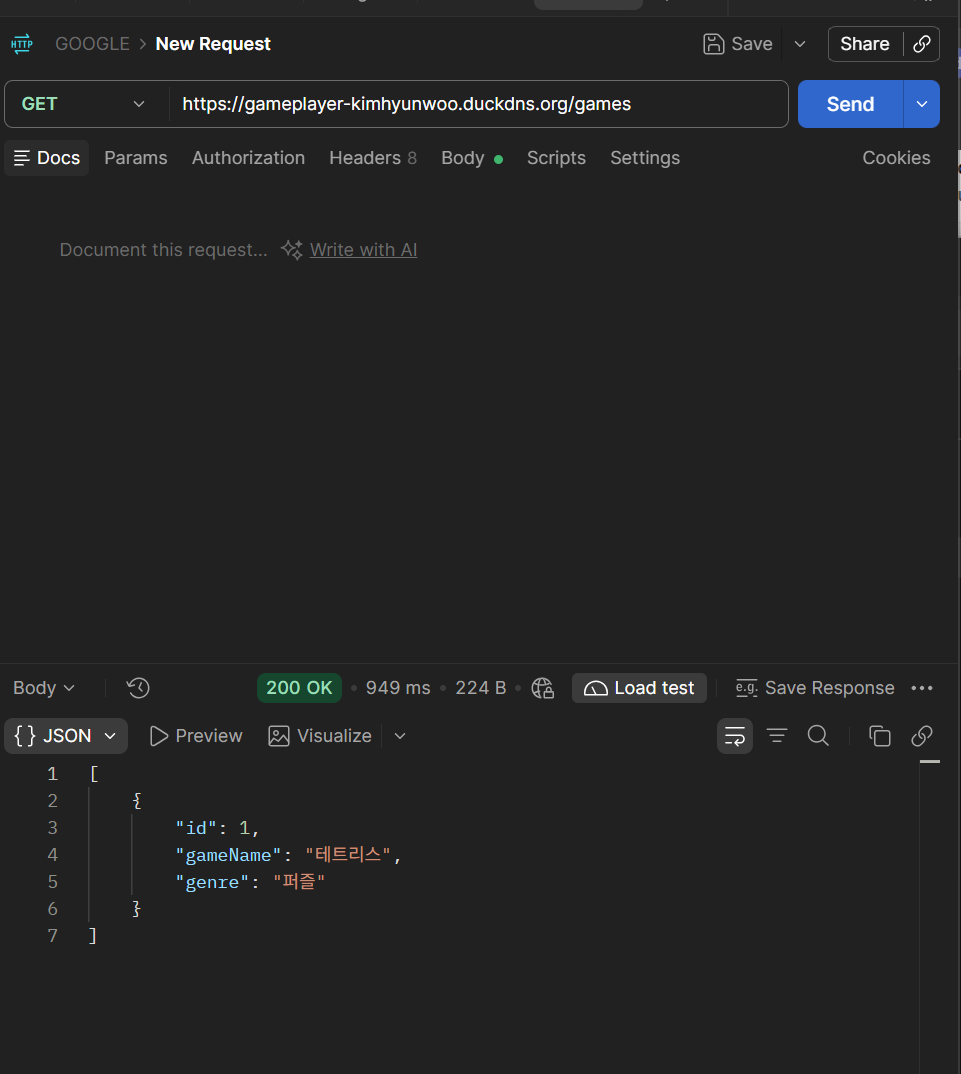 HTTP GOOGLE > New Request Save Share
GET https://gameplayer-kimhyunwoo.duckdns.org/games Send
Docs Params Authorization Headers 8 Body Scripts Settings Cookies
Document this request... Write with AI
Body 200 OK • 949 ms • 224 B • Load test e.g. Save Response •••
{} JSON Preview Visualize
1 [
2 {
3 "id": 1,
4 "gameName": "테트리스",
5 "genre": "퍼즐"
6 }
7 ]